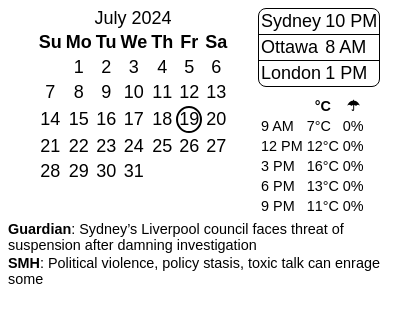 July 2024
Su Mo Tu We Th Fr Sa
1 2 3 4 5 6
7 8 9 10 11 12 13
14 15 16 17 18 19 20
21 22 23 24 25 26 27
28 29 30 31
Sydney 10 PM
Ottawa 8 AM
London 1 PM
°C ☂
9 AM 7°C 0%
12 PM 12°C 0%
3 PM 16°C 0%
6 PM 13°C 0%
9 PM 11°C 0%
Guardian: Sydney’s Liverpool council faces threat of
suspension after damning investigation
SMH: Political violence, policy stasis, toxic talk can enrage
some